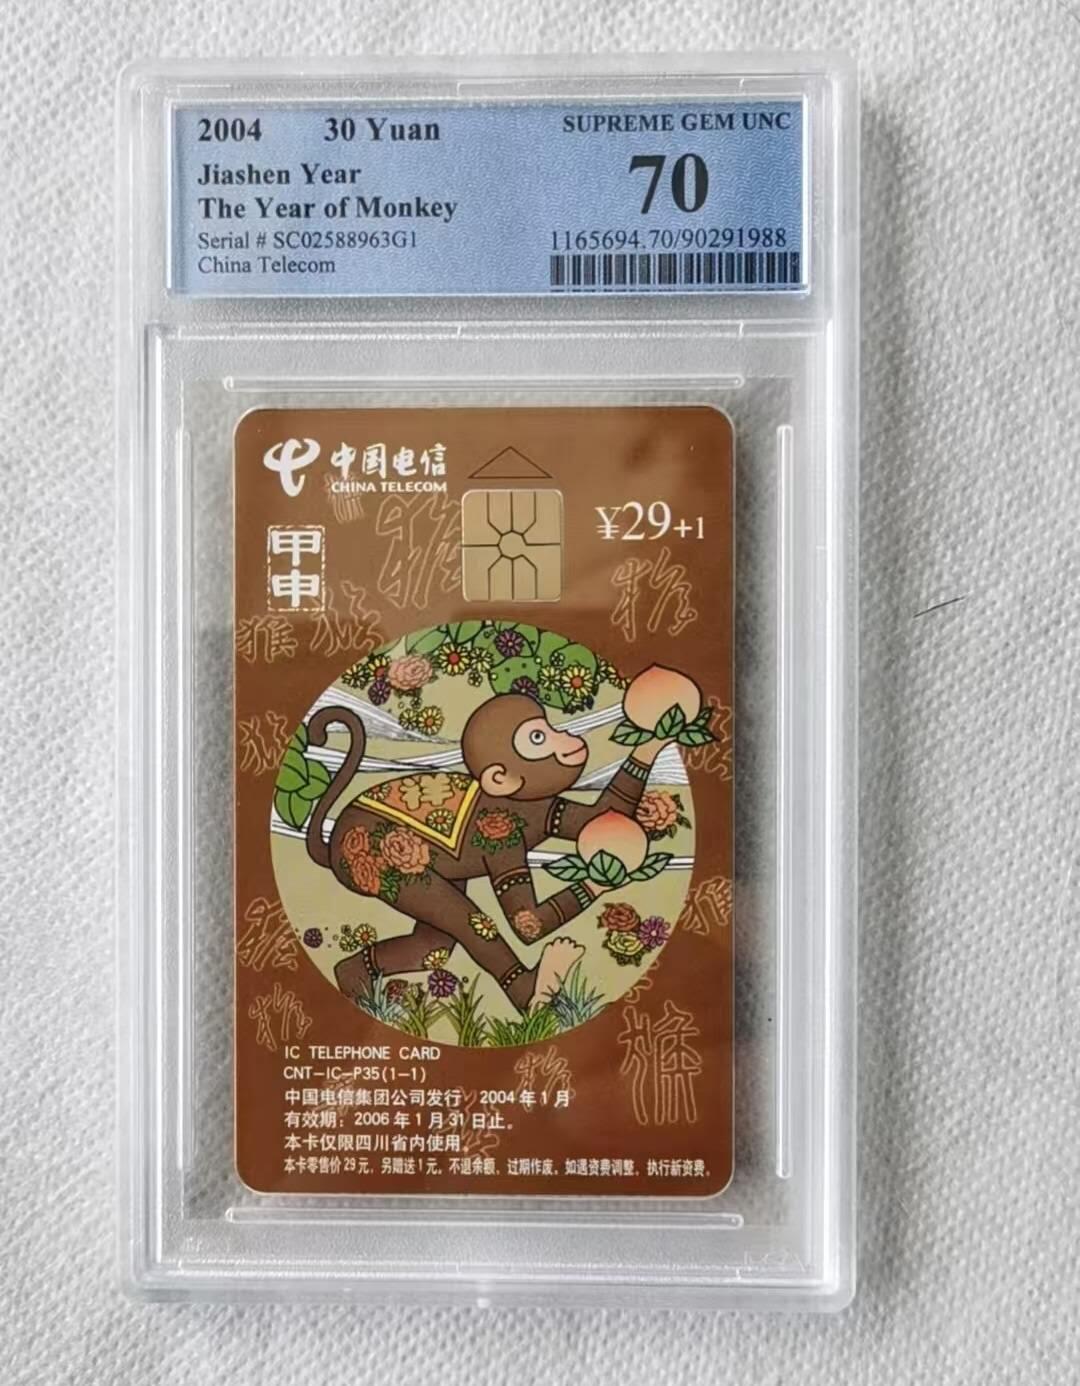 2004 30 Yuan
SUPREME GEM UNC
Jiashen Year
70
The Year of Monkey
Serial # SC02588963G1
1165694.70/90291988
China Telecom
中国电信
CHINA TELECOM
¥29+1
甲申
猴
祥
IC TELEPHONE CARD
CNT-IC-P35(1-1)
中国电信集团公司发行 2004年1月
有效期：2006年1月31日止。
本卡仅限四川省内使用。
本卡零售价29元，另赠送1元，不退余额，过期作废，如遇资费调整，执行新资费。